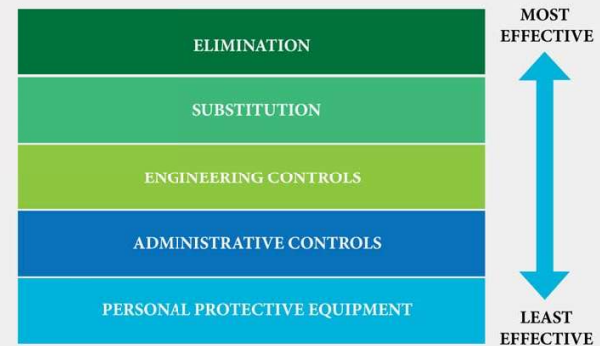 MOST
EFFECTIVE
ELIMINATION
SUBSTITUTION
ENGINEERING CONTROLS
ADMINISTRATIVE CONTROLS
PERSONAL PROTECTIVE EQUIPMENT
LEAST
EFFECTIVE